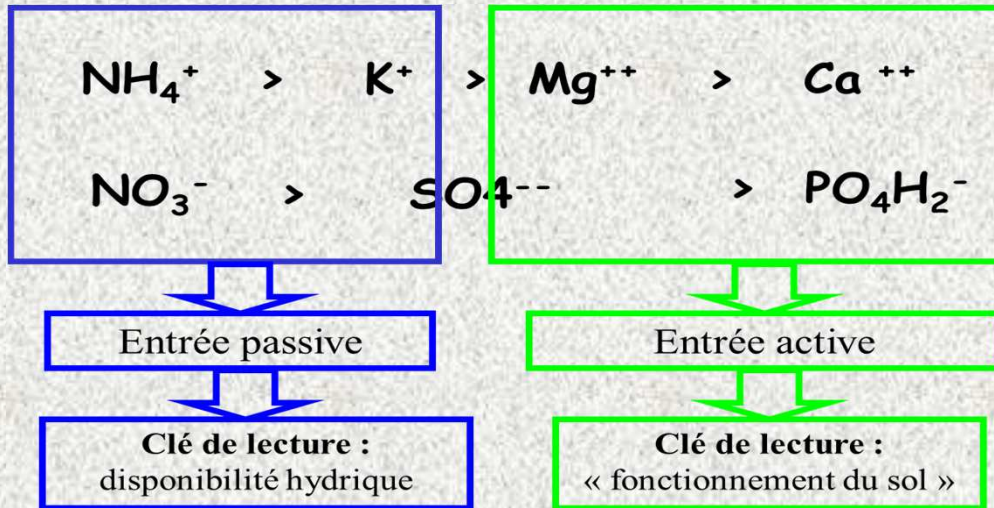 NH₄⁺ > K⁺ > Mg⁺⁺ > Ca ⁺⁺
NO₃⁻ > SO4⁻⁻ > PO₄H₂⁻
Entrée passive
Entrée active
Clé de lecture :
disponibilité hydrique
Clé de lecture :
« fonctionnement du sol »